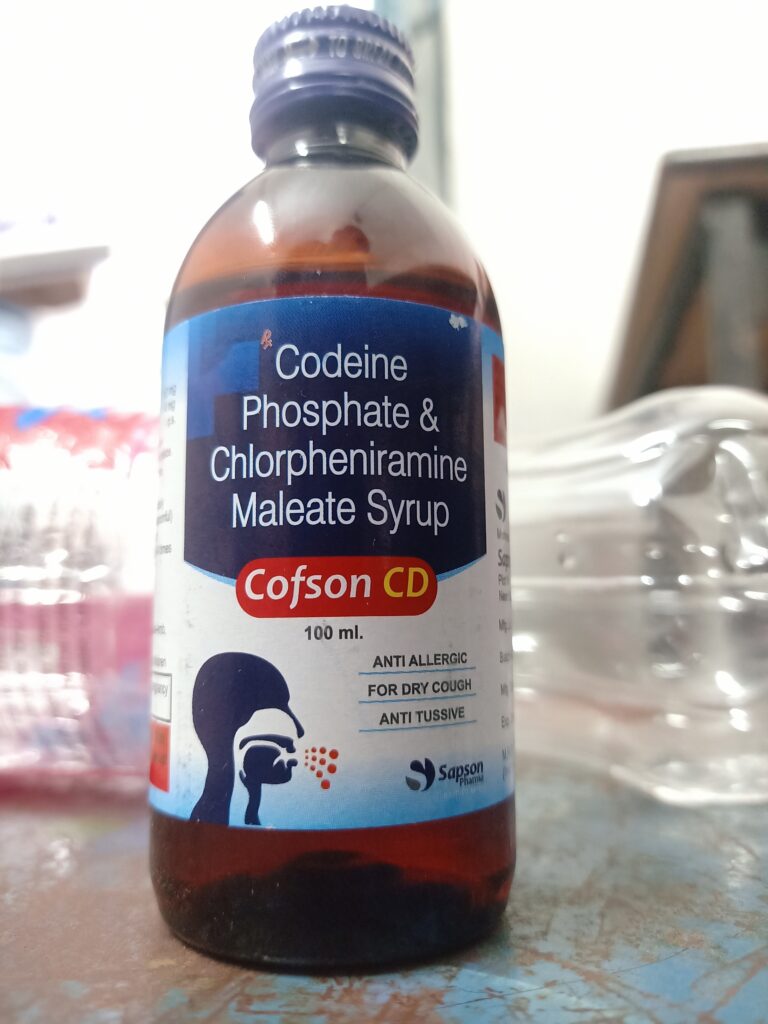 ℞ Codeine
Phosphate &
Chlorpheniramine
Maleate Syrup
Cofson CD
100 ml.
ANTI ALLERGIC
FOR DRY COUGH
ANTI TUSSIVE
Sapson
Pharma